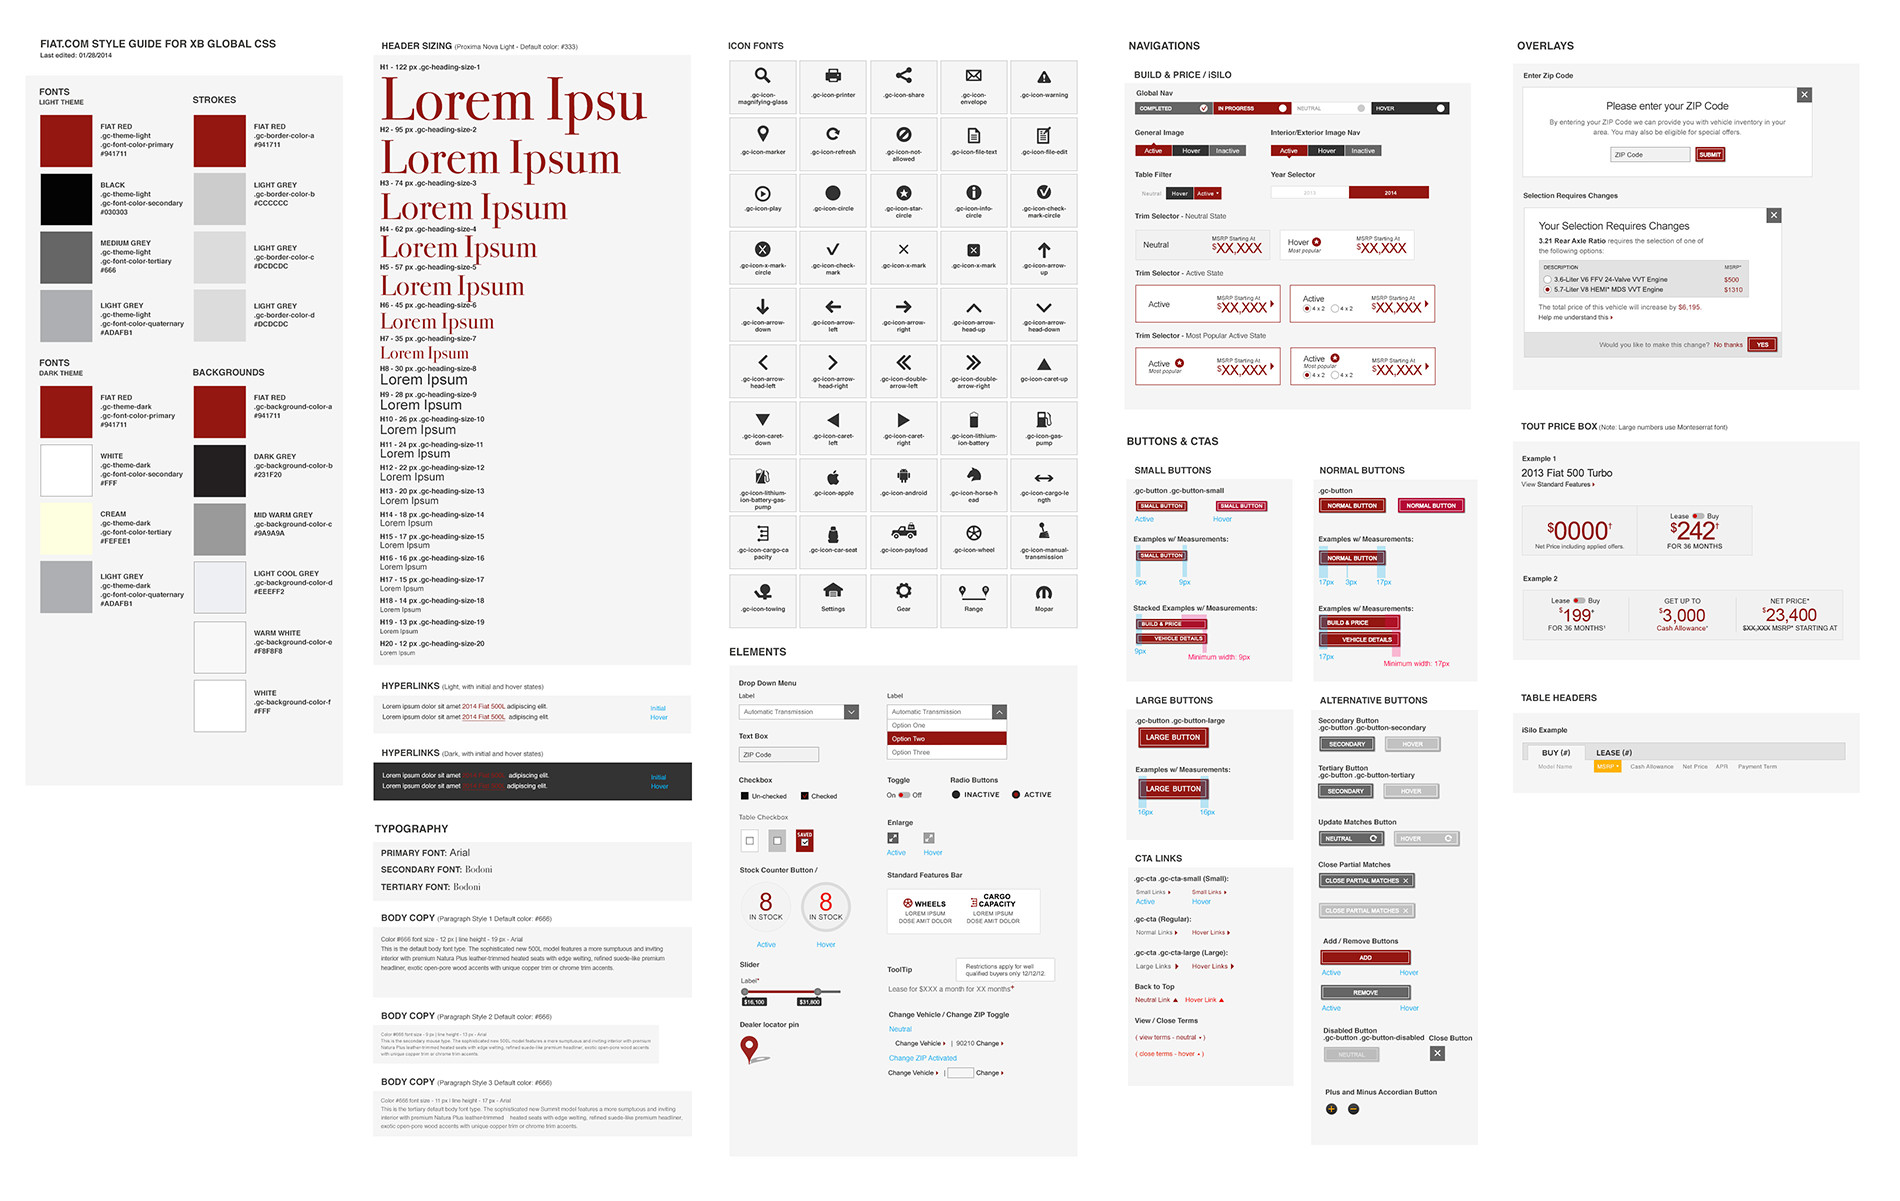 FIAT.COM STYLE GUIDE FOR XB GLOBAL CSS
Last edited: 01/28/2014
FONTS
LIGHT THEME
FIAT RED
.gc-theme-light
.gc-font-color-primary
#941711
BLACK
.gc-theme-light
.gc-font-color-secondary
#030303
MEDIUM GREY
.gc-theme-light
.gc-font-color-tertiary
#666
LIGHT GREY
.gc-theme-light
.gc-font-color-quaternary
#ADAFB1
STROKES
FIAT RED
.gc-border-color-a
#941711
LIGHT GREY
.gc-border-color-b
#CCCCCC
LIGHT GREY
.gc-border-color-c
#DCDCDC
LIGHT GREY
.gc-border-color-d
#DCDCDC
FONTS
DARK THEME
FIAT RED
.gc-theme-dark
.gc-font-color-primary
#941711
WHITE
.gc-theme-dark
.gc-font-color-secondary
#FFF
CREAM
.gc-theme-dark
.gc-font-color-tertiary
#FEFEE1
LIGHT GREY
.gc-theme-dark
.gc-font-color-quaternary
#ADAFB1
BACKGROUNDS
FIAT RED
.gc-background-color-a
#941711
DARK GREY
.gc-background-color-b
#231F20
MID WARM GREY
.gc-background-color-c
#9A9A9A
LIGHT COOL GREY
.gc-background-color-d
#EEEFF2
WARM WHITE
.gc-background-color-e
#F8F8F8
WHITE
.gc-background-color-f
#FFF
HEADER SIZING (Proxima Nova Light - Default color: #333)
H1 - 122 px .gc-heading-size-1
Lorem Ipsu
H2 - 95 px .gc-heading-size-2
Lorem Ipsum
H3 - 74 px .gc-heading-size-3
Lorem Ipsum
H4 - 62 px .gc-heading-size-4
Lorem Ipsum
H5 - 57 px .gc-heading-size-5
Lorem Ipsum
H6 - 45 px .gc-heading-size-6
Lorem Ipsum
H7 - 35 px .gc-heading-size-7
Lorem Ipsum
H8 - 30 px .gc-heading-size-8
Lorem Ipsum
H9 - 28 px .gc-heading-size-9
Lorem Ipsum
H10 - 26 px .gc-heading-size-10
Lorem Ipsum
H11 - 24 px .gc-heading-size-11
Lorem Ipsum
H12 - 22 px .gc-heading-size-12
Lorem Ipsum
H13 - 20 px .gc-heading-size-13
Lorem Ipsum
H14 - 18 px .gc-heading-size-14
Lorem Ipsum
H15 - 17 px .gc-heading-size-15
Lorem Ipsum
H16 - 16 px .gc-heading-size-16
Lorem Ipsum
H17 - 15 px .gc-heading-size-17
Lorem Ipsum
H18 - 14 px .gc-heading-size-18
Lorem Ipsum
H19 - 13 px .gc-heading-size-19
Lorem Ipsum
H20 - 12 px .gc-heading-size-20
Lorem Ipsum
HYPERLINKS (Light, with initial and hover states)
Lorem ipsum dolor sit amet 2014 Fiat 500L adipiscing elit. Initial
Lorem ipsum dolor sit amet 2014 Fiat 500L adipiscing elit. Hover
HYPERLINKS (Dark, with initial and hover states)
Lorem ipsum dolor sit amet 2014 Fiat 500L adipiscing elit. Initial
Lorem ipsum dolor sit amet 2014 Fiat 500L adipiscing elit. Hover
TYPOGRAPHY
PRIMARY FONT: Arial
SECONDARY FONT: Bodoni
TERTIARY FONT: Bodoni
BODY COPY (Paragraph Style 1 Default color: #666)
Color #666 font size - 12 px | line height - 19 px - Arial
This is the default body font type. The sophisticated new 500L model features a more sumptuous and inviting
interior with premium Natura Plus leather-trimmed heated seats with edge welting, refined suede-like premium
headliner, exotic open-pore wood accents with unique copper trim or chrome trim accents.
BODY COPY (Paragraph Style 2 Default color: #666)
Color #666 font size - 9 px | line height - 13 px - Arial
This is the secondary mouse type. The sophisticated new 500L model features a more sumptuous and inviting interior with premium
Natura Plus leather-trimmed heated seats with edge welting, refined suede-like premium headliner, exotic open-pore wood accents
with unique copper trim or chrome trim accents.
BODY COPY (Paragraph Style 3 Default color: #666)
Color #666 font size - 11 px | line height - 17 px - Arial
This is the tertiary default body font type. The sophisticated new Summit model features a more sumptuous and inviting
interior with premium Natura Plus leather-trimmed heated seats with edge welting, refined suede-like premium headliner,
exotic open-pore wood accents with unique copper trim or chrome trim accents.
ICON FONTS
.gc-icon-magnifying-glass
.gc-icon-printer
.gc-icon-share
.gc-icon-envelope
.gc-icon-warning
.gc-icon-marker
.gc-icon-refresh
.gc-icon-not-allowed
.gc-icon-file-text
.gc-icon-file-edit
.gc-icon-play
.gc-icon-circle
.gc-icon-star-circle
.gc-icon-info-circle
.gc-icon-check-mark-circle
.gc-icon-x-mark-circle
.gc-icon-check-mark
.gc-icon-x-mark
.gc-icon-x-mark
.gc-icon-arrow-up
.gc-icon-arrow-down
.gc-icon-arrow-left
.gc-icon-arrow-right
.gc-icon-arrow-head-up
.gc-icon-arrow-head-down
.gc-icon-arrow-head-left
.gc-icon-arrow-head-right
.gc-icon-double-arrow-left
.gc-icon-double-arrow-right
gc-icon-caret-up
.gc-icon-caret-down
.gc-icon-caret-left
.gc-icon-caret-right
.gc-icon-lithium-ion-battery
.gc-icon-gas-pump
.gc-icon-lithium-ion-battery-gas-pump
.gc-icon-apple
.gc-icon-android
.gc-icon-horse-head
.gc-icon-cargo-length
.gc-icon-cargo-capacity
.gc-icon-car-seat
.gc-icon-payload
.gc-icon-wheel
.gc-icon-manual-transmission
.gc-icon-towing
Settings
Gear
Range
Mopar
ELEMENTS
Drop Down Menu
Label
Automatic Transmission
Label
Automatic Transmission
Option One
Option Two
Option Three
Text Box
ZIP Code
Checkbox
Un-checked
Checked
Toggle
On Off
Radio Buttons
INACTIVE ACTIVE
Table Checkbox
SAVED
Enlarge
Active Hover
Stock Counter Button /
8
IN STOCK
8
IN STOCK
Active Hover
Standard Features Bar
WHEELS
LOREM IPSUM
DOSE AMIT DOLOR
CARGO
CAPACITY
LOREM IPSUM
DOSE AMIT DOLOR
Slider
Label*
$16,100 $31,800
ToolTip
Restrictions apply for well
qualified buyers only 12/12/12.
Lease for $XXX a month for XX months+
Dealer locator pin
Change Vehicle / Change ZIP Toggle
Neutral
Change Vehicle | 90210 Change
Change ZIP Activated
Change Vehicle | Change
NAVIGATIONS
BUILD & PRICE / iSILO
Global Nav
COMPLETED IN PROGRESS NEUTRAL HOVER
General Image
Active Hover Inactive
Interior/Exterior Image Nav
Active Hover Inactive
Table Filter
Neutral Hover Active
Year Selector
2013 2014
Trim Selector - Neutral State
Neutral
MSRP Starting At
$XX,XXX
Hover
Most popular
MSRP Starting At
$XX,XXX
Trim Selector - Active State
Active
MSRP Starting At
$XX,XXX
Active
4 x 2 4 x 2
MSRP Starting At
$XX,XXX
Trim Selector - Most Popular Active State
Active
Most popular
MSRP Starting At
$XX,XXX
Active
Most popular
4 x 2 4 x 2
MSRP Starting At
$XX,XXX
BUTTONS & CTAS
SMALL BUTTONS
.gc-button .gc-button-small
SMALL BUTTON SMALL BUTTON
Active Hover
Examples w/ Measurements:
SMALL BUTTON
9px 9px
Stacked Examples w/ Measurements:
BUILD & PRICE
VEHICLE DETAILS
9px
Minimum width: 9px
NORMAL BUTTONS
.gc-button
NORMAL BUTTON NORMAL BUTTON
Examples w/ Measurements:
NORMAL BUTTON
17px 3px 17px
Examples w/ Measurements:
BUILD & PRICE
VEHICLE DETAILS
17px
Minimum width: 17px
LARGE BUTTONS
.gc-button .gc-button-large
LARGE BUTTON
Examples w/ Measurements:
LARGE BUTTON
16px 16px
CTA LINKS
.gc-cta .gc-cta-small (Small):
Small Links Small Links
Active Hover
.gc-cta (Regular):
Normal Links Hover Links
.gc-cta .gc-cta-large (Large):
Large Links Hover Links
Back to Top
Neutral Link Hover Link
View / Close Terms
( view terms - neutral )
( close terms - hover )
ALTERNATIVE BUTTONS
Secondary Button
.gc-button .gc-button-secondary
SECONDARY HOVER
Tertiary Button
.gc-button .gc-button-tertiary
SECONDARY HOVER
Update Matches Button
NEUTRAL HOVER
Close Partial Matches
CLOSE PARTIAL MATCHES
CLOSE PARTIAL MATCHES
Add / Remove Buttons
ADD
Active Hover
REMOVE
Active Hover
Disabled Button
.gc-button .gc-button-disabled
NEUTRAL
Close Button
Plus and Minus Accordian Button
OVERLAYS
Enter Zip Code
Please enter your ZIP Code
By entering your ZIP Code we can provide you with vehicle inventory in your
area. You may also be eligible for special offers.
ZIP Code SUBMIT
Selection Requires Changes
Your Selection Requires Changes
3.21 Rear Axle Ratio requires the selection of one of
the following options:
DESCRIPTION MSRP*
3.6-Liter V6 FFV 24-Valve VVT Engine $500
5.7-Liter V8 HEMI* MDS VVT Engine $1310
The total price of this vehicle will increase by $6,195.
Help me understand this
Would you like to make this change? No thanks YES
TOUT PRICE BOX (Note: Large numbers use Monteserrat font)
Example 1
2013 Fiat 500 Turbo
View Standard Features
$0000†
Net Price including applied offers.
Lease Buy
$242†
FOR 36 MONTHS
Example 2
Lease Buy
$199+
FOR 36 MONTHS†
GET UP TO
$3,000
Cash Allowance*
NET PRICE*
$23,400
$XX,XXX MSRP* STARTING AT
TABLE HEADERS
iSilo Example
BUY (#) LEASE (#)
Model Name MSRP Cash Allowance Net Price APR Payment Term